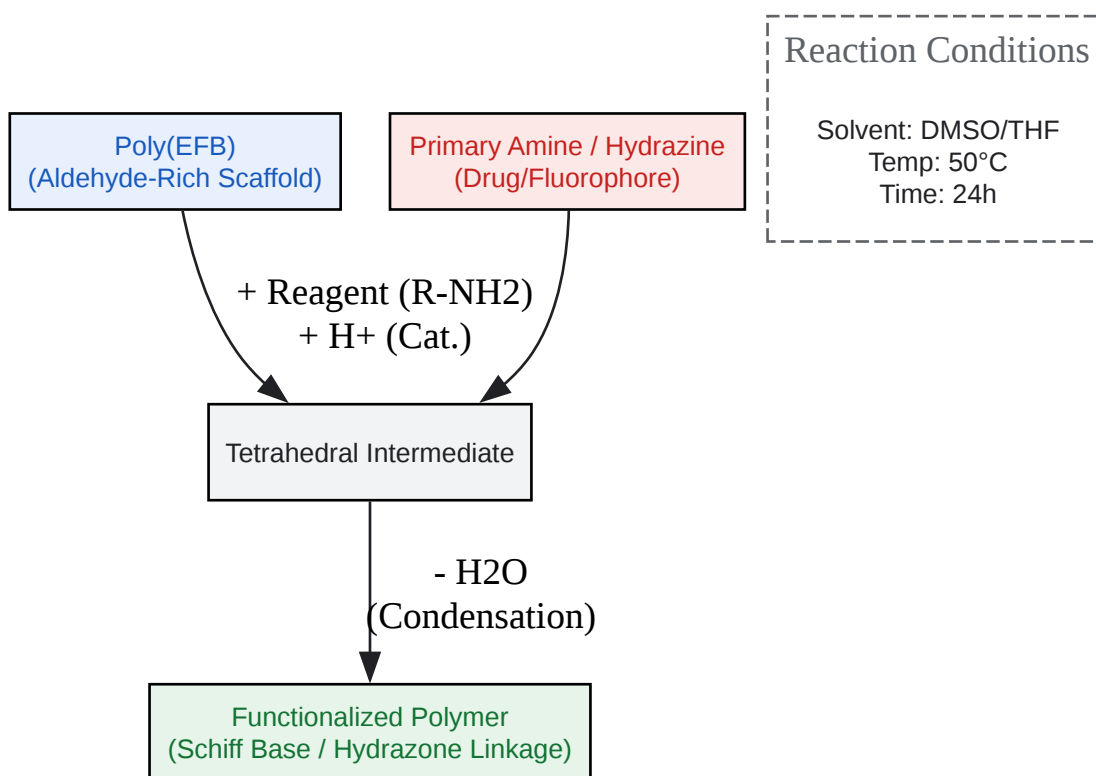 Reaction Conditions
Solvent: DMSO/THF
Temp: 50°C
Time: 24h
Poly(EFB)
(Aldehyde-Rich Scaffold)
Primary Amine / Hydrazine
(Drug/Fluorophore)
+ Reagent (R-NH2)
+ H+ (Cat.)
Tetrahedral Intermediate
- H2O
(Condensation)
Functionalized Polymer
(Schiff Base / Hydrazone Linkage)